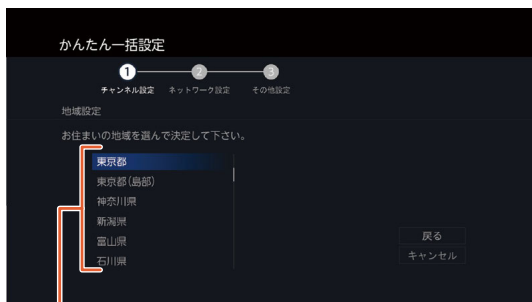 かんたん一括設定
1 2 3
チャンネル設定 ネットワーク設定 その他設定
地域設定
お住まいの地域を選んで決定して下さい。
東京都
東京都(島部)
神奈川県
新潟県
富山県
石川県
戻る
キャンセル